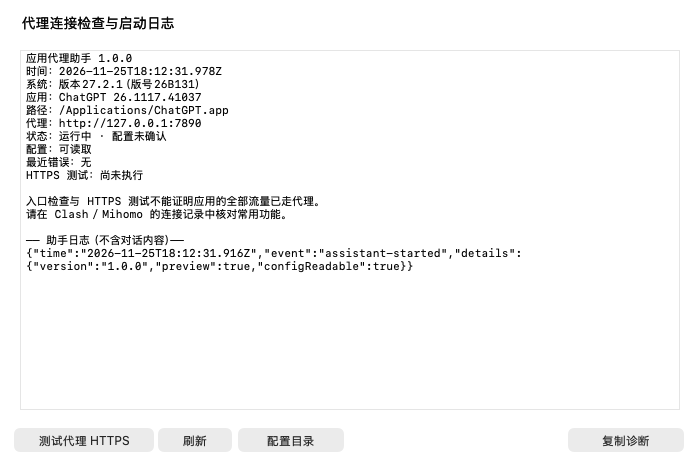 代理连接检查与启动日志
应用代理助手 1.0.0
时间：2026-11-25T18:12:31.978Z
系统：版本27.2.1（版号26B131）
应用：ChatGPT 26.1117.41037
路径：/Applications/ChatGPT.app
代理：http://127.0.0.1:7890
状态：运行中 · 配置未确认
配置：可读取
最近错误：无
HTTPS 测试：尚未执行
入口检查与 HTTPS 测试不能证明应用的全部流量已走代理。
请在 Clash / Mihomo 的连接记录中核对常用功能。
—— 助手日志（不含对话内容）——
{"time":"2026-11-25T18:12:31.916Z","event":"assistant-started","details":
{"version":"1.0.0","preview":true,"configReadable":true}}
测试代理 HTTPS
刷新
配置目录
复制诊断